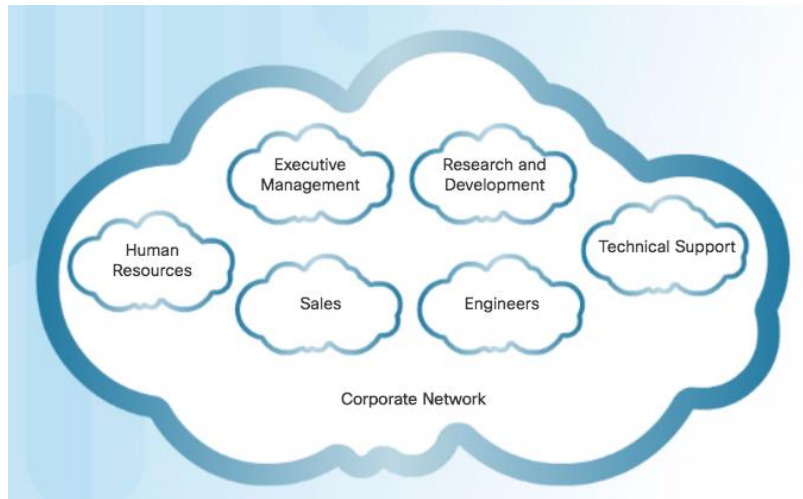 Executive
Management
Research and
Development
Human
Resources
Technical Support
Sales
Engineers
Corporate Network